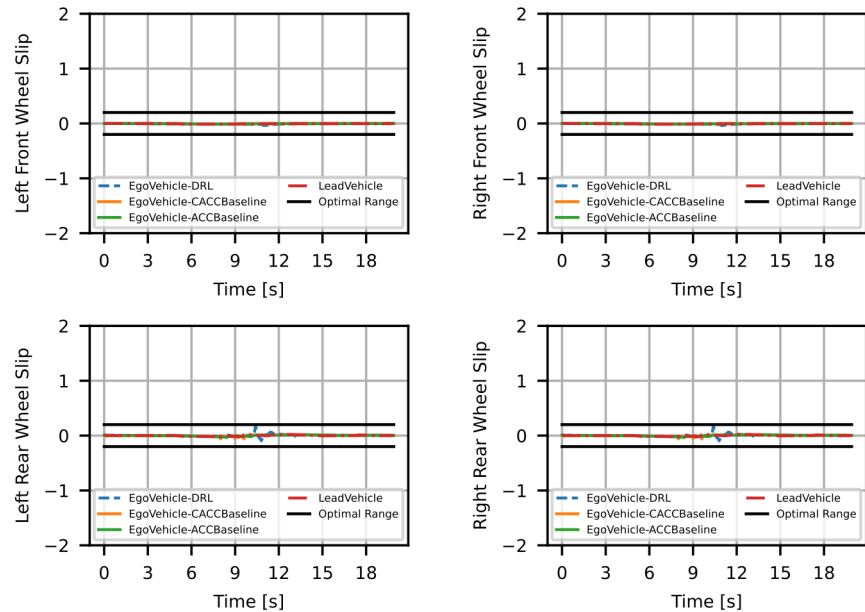 2
1
0
−1
−2
Left Front Wheel Slip
EgoVehicle-DRL
EgoVehicle-CACCBaseline
EgoVehicle-ACCBaseline
LeadVehicle
Optimal Range
0 3 6 9 12 15 18
Time [s]
2
1
0
−1
−2
Right Front Wheel Slip
EgoVehicle-DRL
EgoVehicle-CACCBaseline
EgoVehicle-ACCBaseline
LeadVehicle
Optimal Range
0 3 6 9 12 15 18
Time [s]
2
1
0
−1
−2
Left Rear Wheel Slip
EgoVehicle-DRL
EgoVehicle-CACCBaseline
EgoVehicle-ACCBaseline
LeadVehicle
Optimal Range
0 3 6 9 12 15 18
Time [s]
2
1
0
−1
−2
Right Rear Wheel Slip
EgoVehicle-DRL
EgoVehicle-CACCBaseline
EgoVehicle-ACCBaseline
LeadVehicle
Optimal Range
0 3 6 9 12 15 18
Time [s]